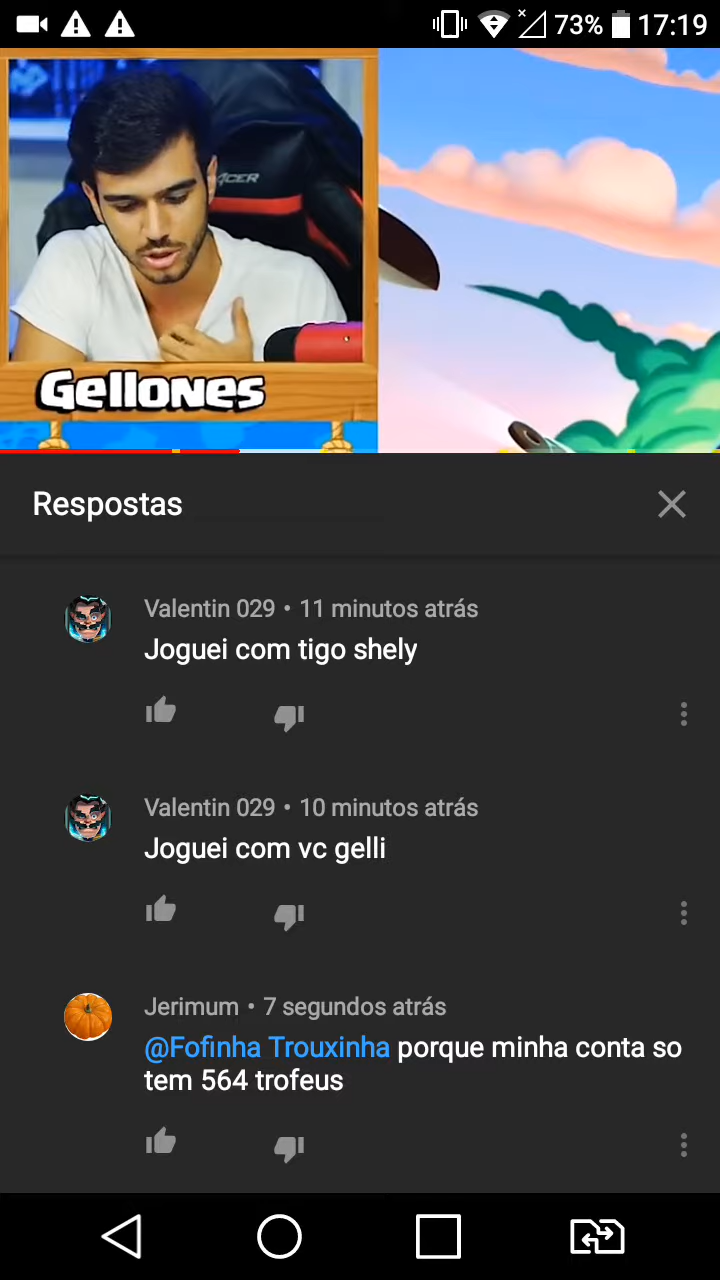 73% 17:19
ACER
Gellones
Respostas
Valentin 029 • 11 minutos atrás
Joguei com tigo shely
Valentin 029 • 10 minutos atrás
Joguei com vc gelli
Jerimum • 7 segundos atrás
@Fofinha Trouxinha porque minha conta so
tem 564 trofeus